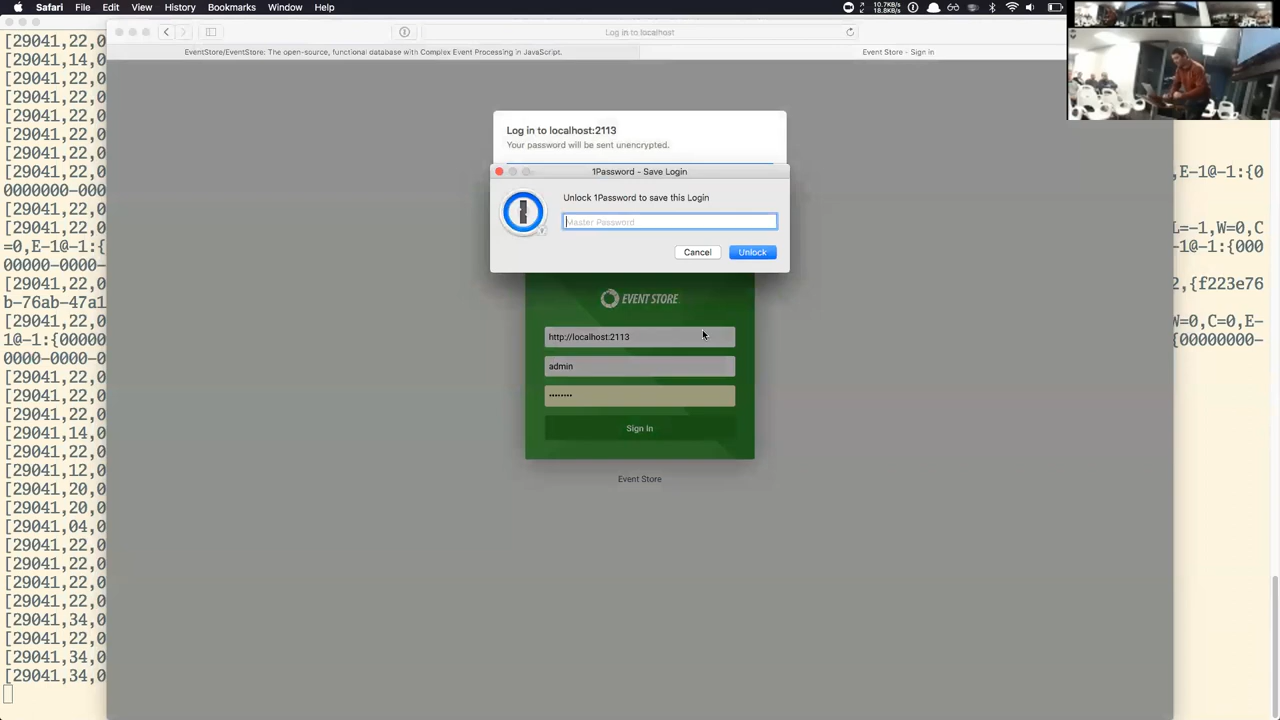 Safari File Edit View History Bookmarks Window Help
10.7KB/s
18.8KB/s
Log in to localhost
EventStore/EventStore: The open-source, functional database with Complex Event Processing in JavaScript.
Event Store - Sign in
Log in to localhost:2113
Your password will be sent unencrypted.
1Password - Save Login
Unlock 1Password to save this Login
Master Password
Cancel
Unlock
EVENT STORE
http://localhost:2113
admin
••••••••
Sign In
Event Store
[29041,22,0
[29041,14,0
[29041,22,0
[29041,22,0
[29041,22,0
[29041,22,0
[29041,22,0
[29041,22,0 ,E-1@-1:{0
0000000-000
[29041,22,0 L=-1,W=0,C
=0,E-1@-1:{ -1@-1:{000
00000-0000-
[29041,22,0 2,{f223e76
b-76ab-47a1
[29041,22,0 W=0,C=0,E-
1@-1:{00000 {00000000-
0000-0000-0
[29041,22,0
[29041,22,0
[29041,14,0
[29041,22,0
[29041,12,0
[29041,20,0
[29041,20,0
[29041,04,0
[29041,22,0
[29041,22,0
[29041,22,0
[29041,22,0
[29041,34,0
[29041,22,0
[29041,34,0
[29041,34,0